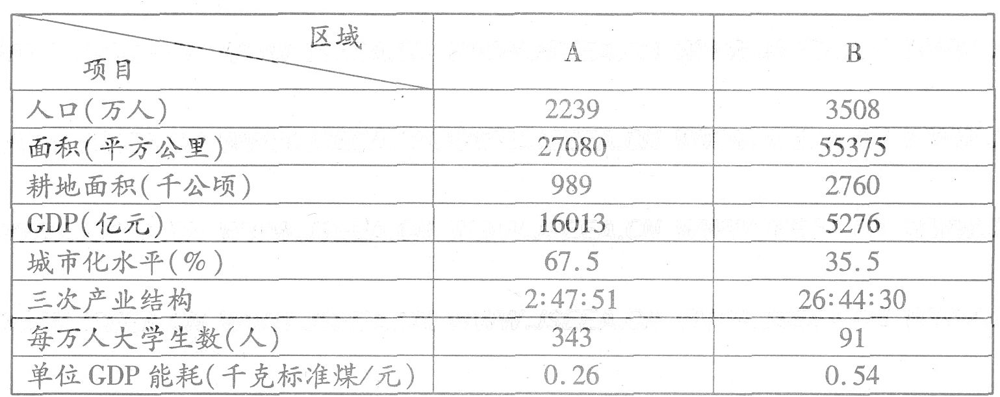 区域
项目
A
B
人口(万人) 2239 3508
面积(平方公里) 27080 55375
耕地面积(千公顷) 989 2760
GDP(亿元) 16013 5276
城市化水平(%) 67.5 35.5
三次产业结构 2:47:51 26:44:30
每万人大学生数(人) 343 91
单位GDP能耗(千克标准煤/元) 0.26 0.54